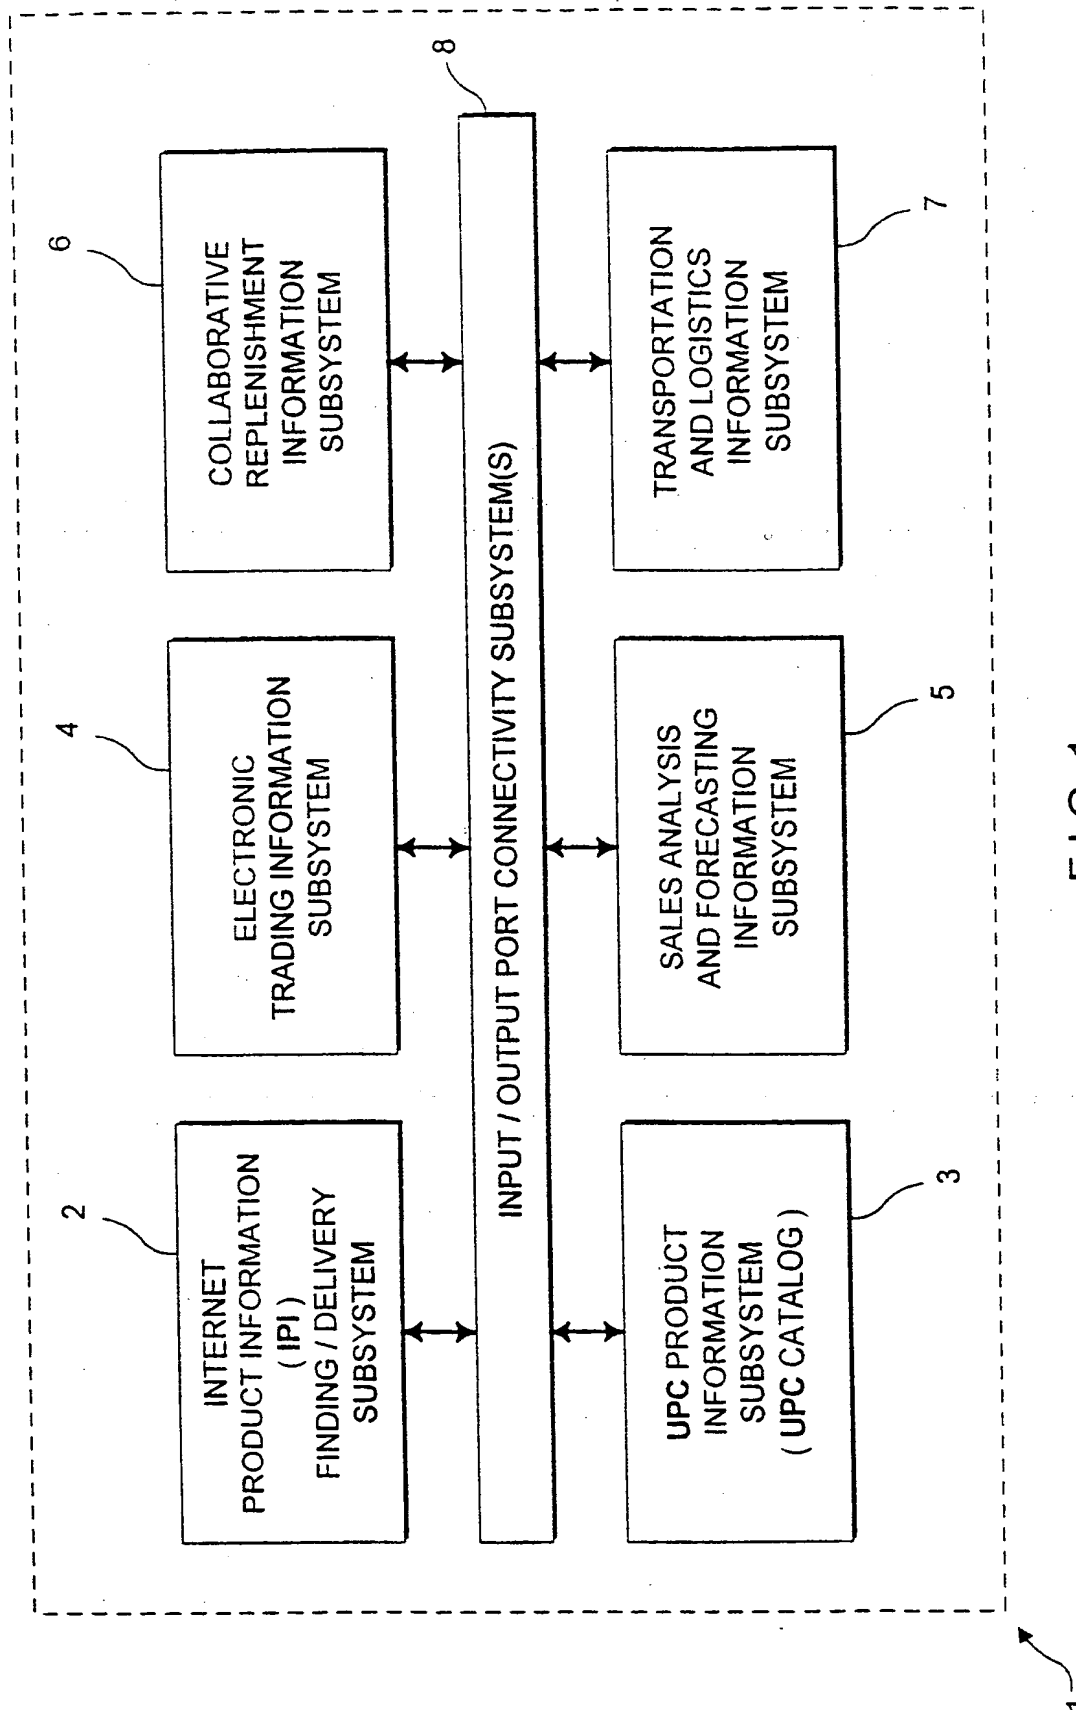 2
INTERNET
PRODUCT INFORMATION
( IPI )
FINDING / DELIVERY
SUBSYSTEM
4
ELECTRONIC
TRADING INFORMATION
SUBSYSTEM
6
COLLABORATIVE
REPLENISHMENT
INFORMATION
SUBSYSTEM
8
INPUT / OUTPUT PORT CONNECTIVITY SUBSYSTEM(S)
UPC PRODUCT
INFORMATION
SUBSYSTEM
( UPC CATALOG )
3
SALES ANALYSIS
AND FORECASTING
INFORMATION
SUBSYSTEM
5
TRANSPORTATION
AND LOGISTICS
INFORMATION
SUBSYSTEM
7
1
FIG. 1